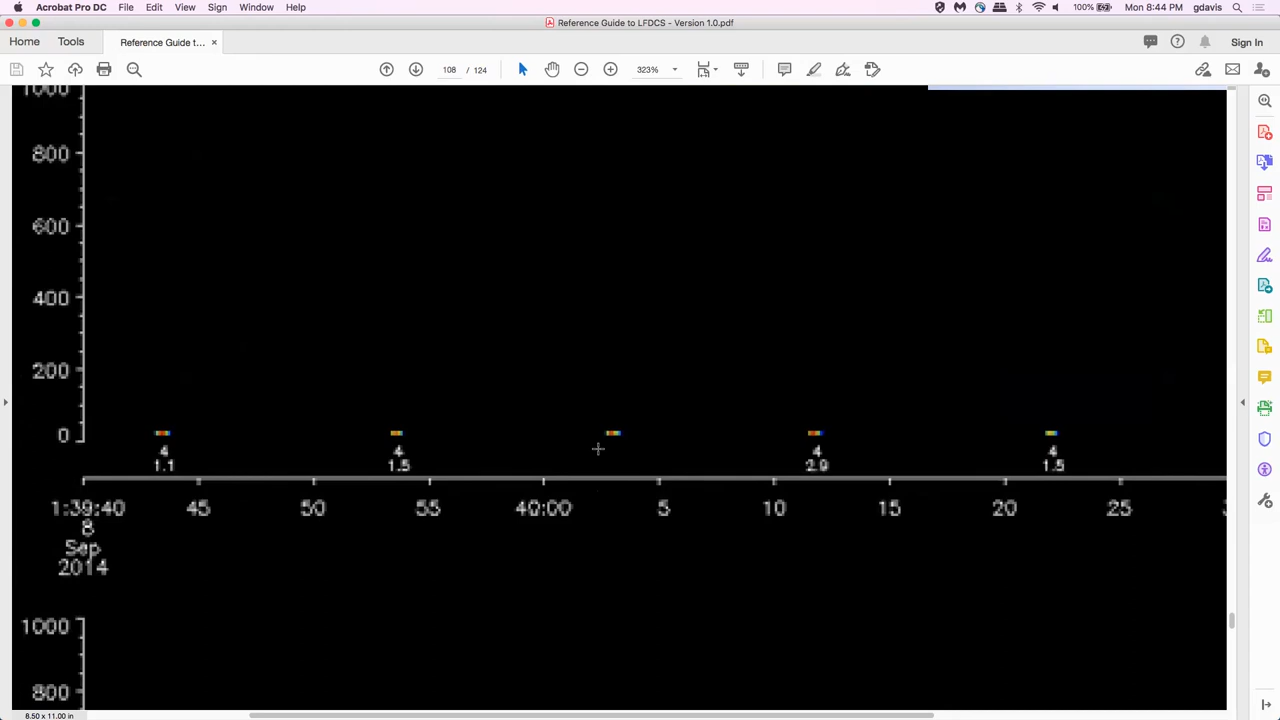 Acrobat Pro DC File Edit View Sign Window Help 100% Mon 8:44 PM gdavis
Reference Guide to LFDCS - Version 1.0.pdf
Home Tools Reference Guide t... × Sign In
108 / 124 323%
1000
800
600
400
200
0
4 4 4 4
1.1 1.5 2.9 1.5
1:39:40 45 50 55 40:00 5 10 15 20 25
8
Sep
2014
1000
800
8.50 x 11.00 in